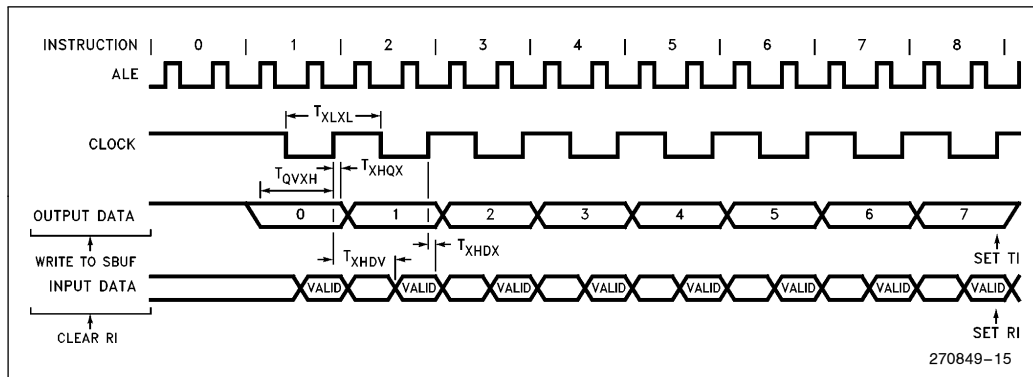 INSTRUCTION | 0 | 1 | 2 | 3 | 4 | 5 | 6 | 7 | 8 |
ALE
TXLXL
CLOCK
TQVXH TXHQX
OUTPUT DATA 0 1 2 3 4 5 6 7
WRITE TO SBUF TXHDV TXHDX SET TI
INPUT DATA VALID VALID VALID VALID VALID VALID VALID VALID
CLEAR RI SET RI
270849-15